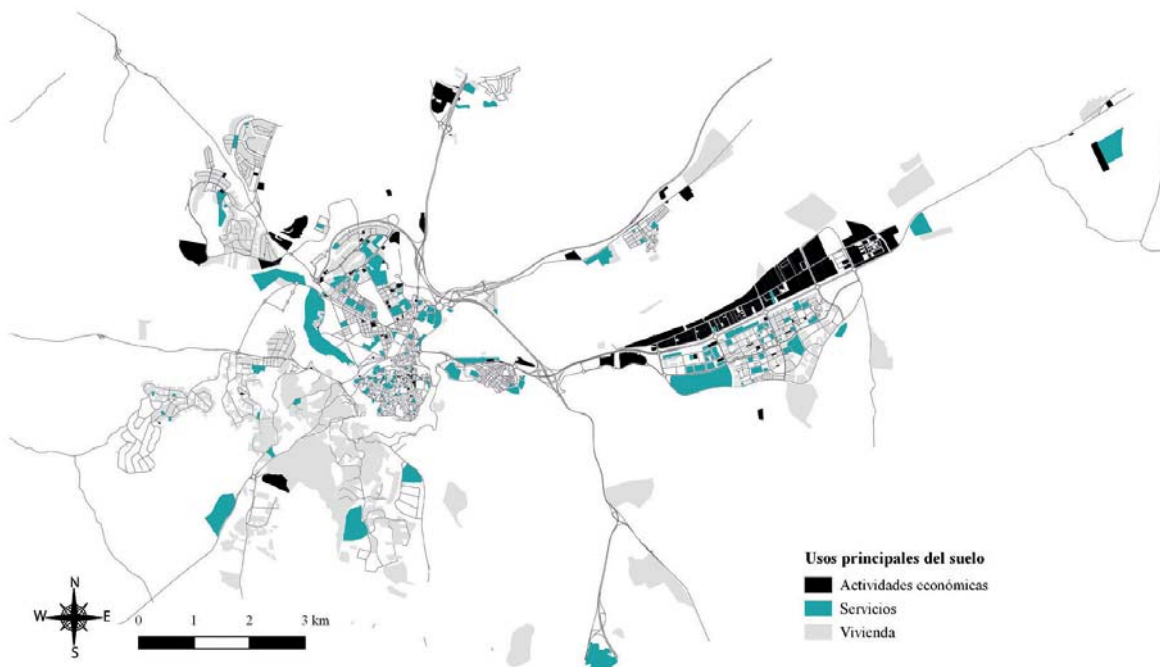 Usos principales del suelo
Actividades económicas
Servicios
Vivienda
N
W E
S
0 1 2 3 km